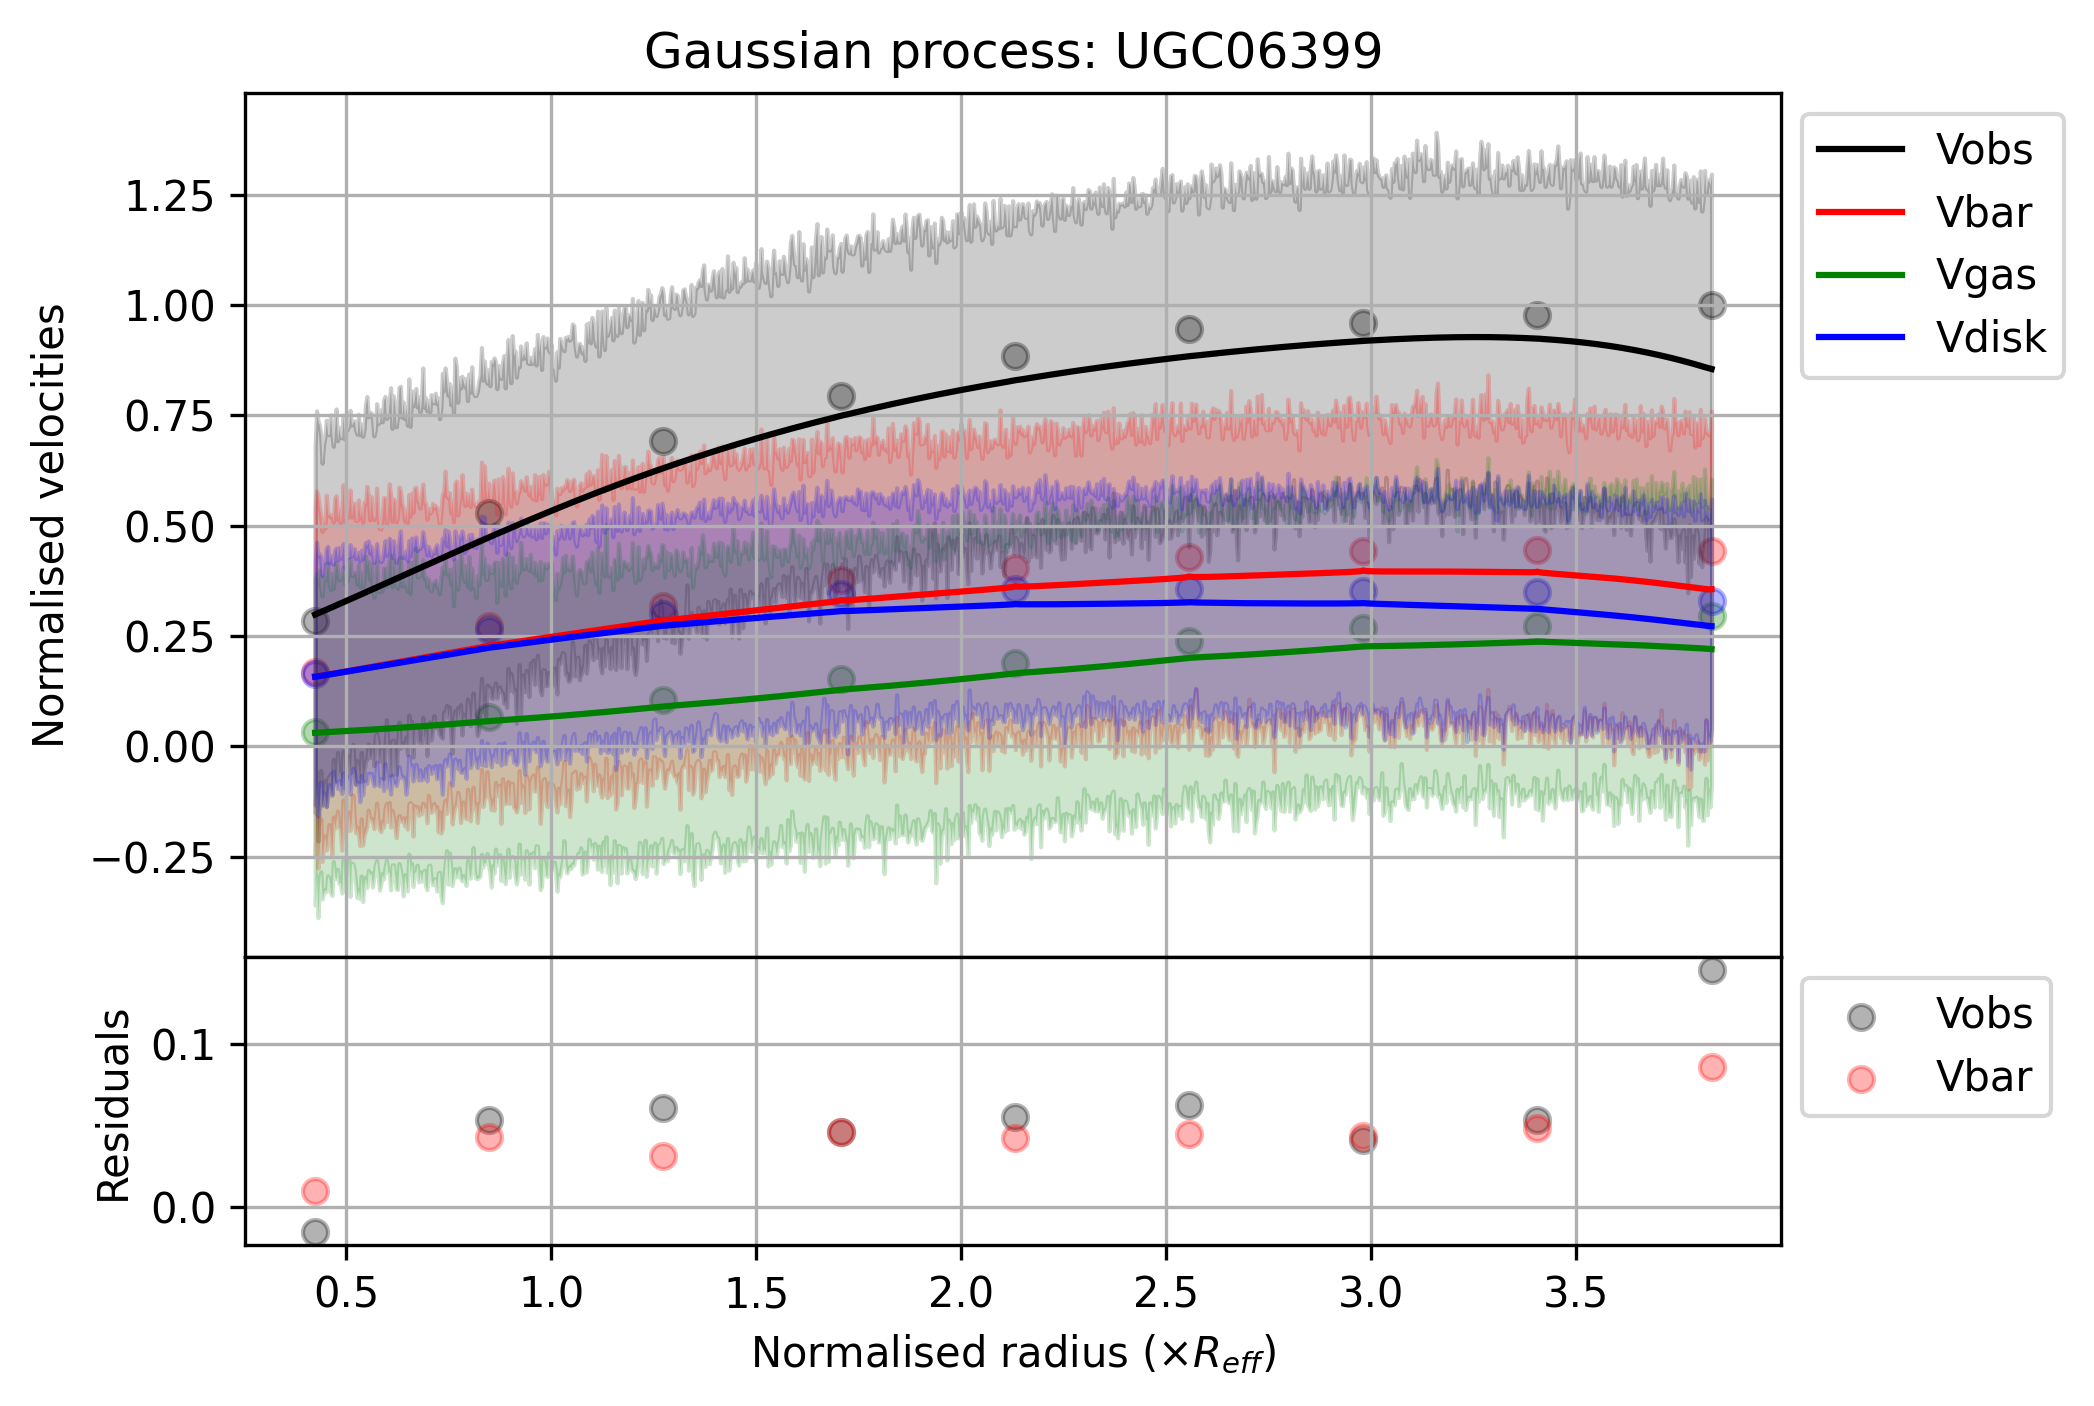 Gaussian process: UGC06399
Normalised velocities
1.25
1.00
0.75
0.50
0.25
0.00
−0.25
Vobs
Vbar
Vgas
Vdisk
Residuals
0.1
0.0
Vobs
Vbar
0.5 1.0 1.5 2.0 2.5 3.0 3.5
Normalised radius (×R_eff)